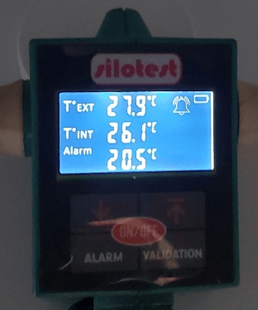 silotest
T°EXT 27.9°C
T°INT 26.1°C
Alarm 20.5°C
ON/OFF
ALARM VALIDATION